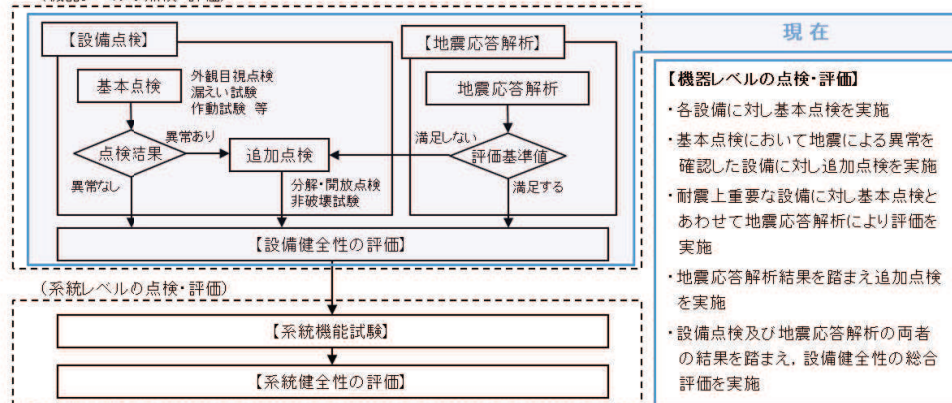 現在
【設備点検】
【地震応答解析】
基本点検
外観目視点検
漏えい試験
作動試験 等
地震応答解析
点検結果
異常あり
追加点検
満足しない
評価基準値
異常なし
分解・開放点検
非破壊試験
満足する
【設備健全性の評価】
(系統レベルの点検・評価)
【系統機能試験】
【系統健全性の評価】
【機器レベルの点検・評価】
・各設備に対し基本点検を実施
・基本点検において地震による異常を
確認した設備に対し追加点検を実施
・耐震上重要な設備に対し基本点検と
あわせて地震応答解析により評価を
実施
・地震応答解析結果を踏まえ追加点検
を実施
・設備点検及び地震応答解析の両者
の結果を踏まえ，設備健全性の総合
評価を実施